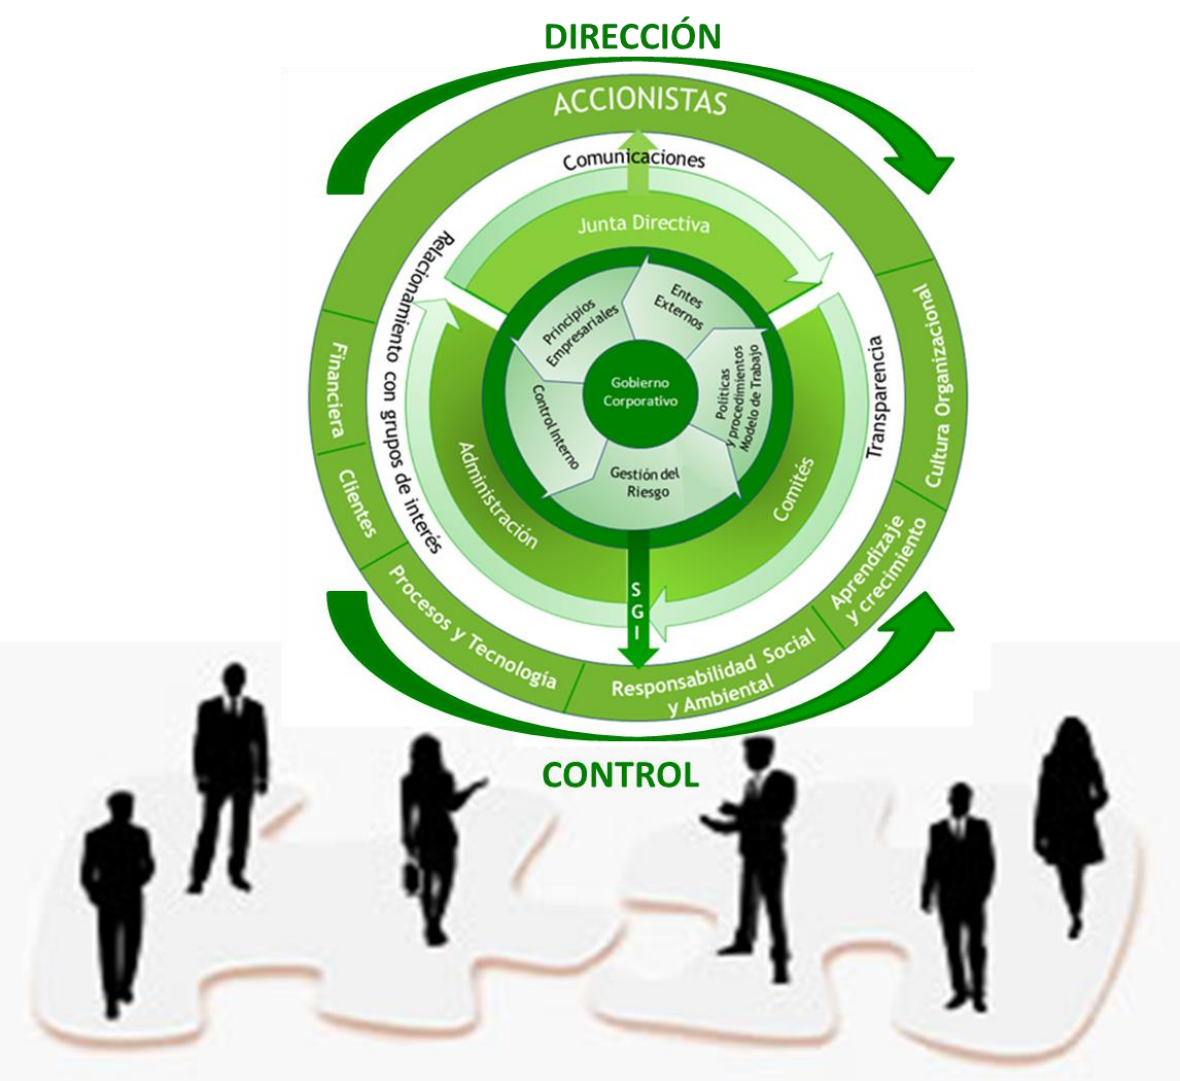 DIRECCIÓN
ACCIONISTAS
Comunicaciones
Junta Directiva
Relacionamiento con grupos de interés
Transparencia
Principios
Empresariales
Entes
Externos
Políticas
y procedimientos
Modelo de Trabajo
Gestión del
Riesgo
Control Interno
Gobierno
Corporativo
Administración
Comités
Financiera
Clientes
Procesos y Tecnología
Responsabilidad Social
y Ambiental
Aprendizaje
y crecimiento
Cultura Organizacional
S
G
I
CONTROL